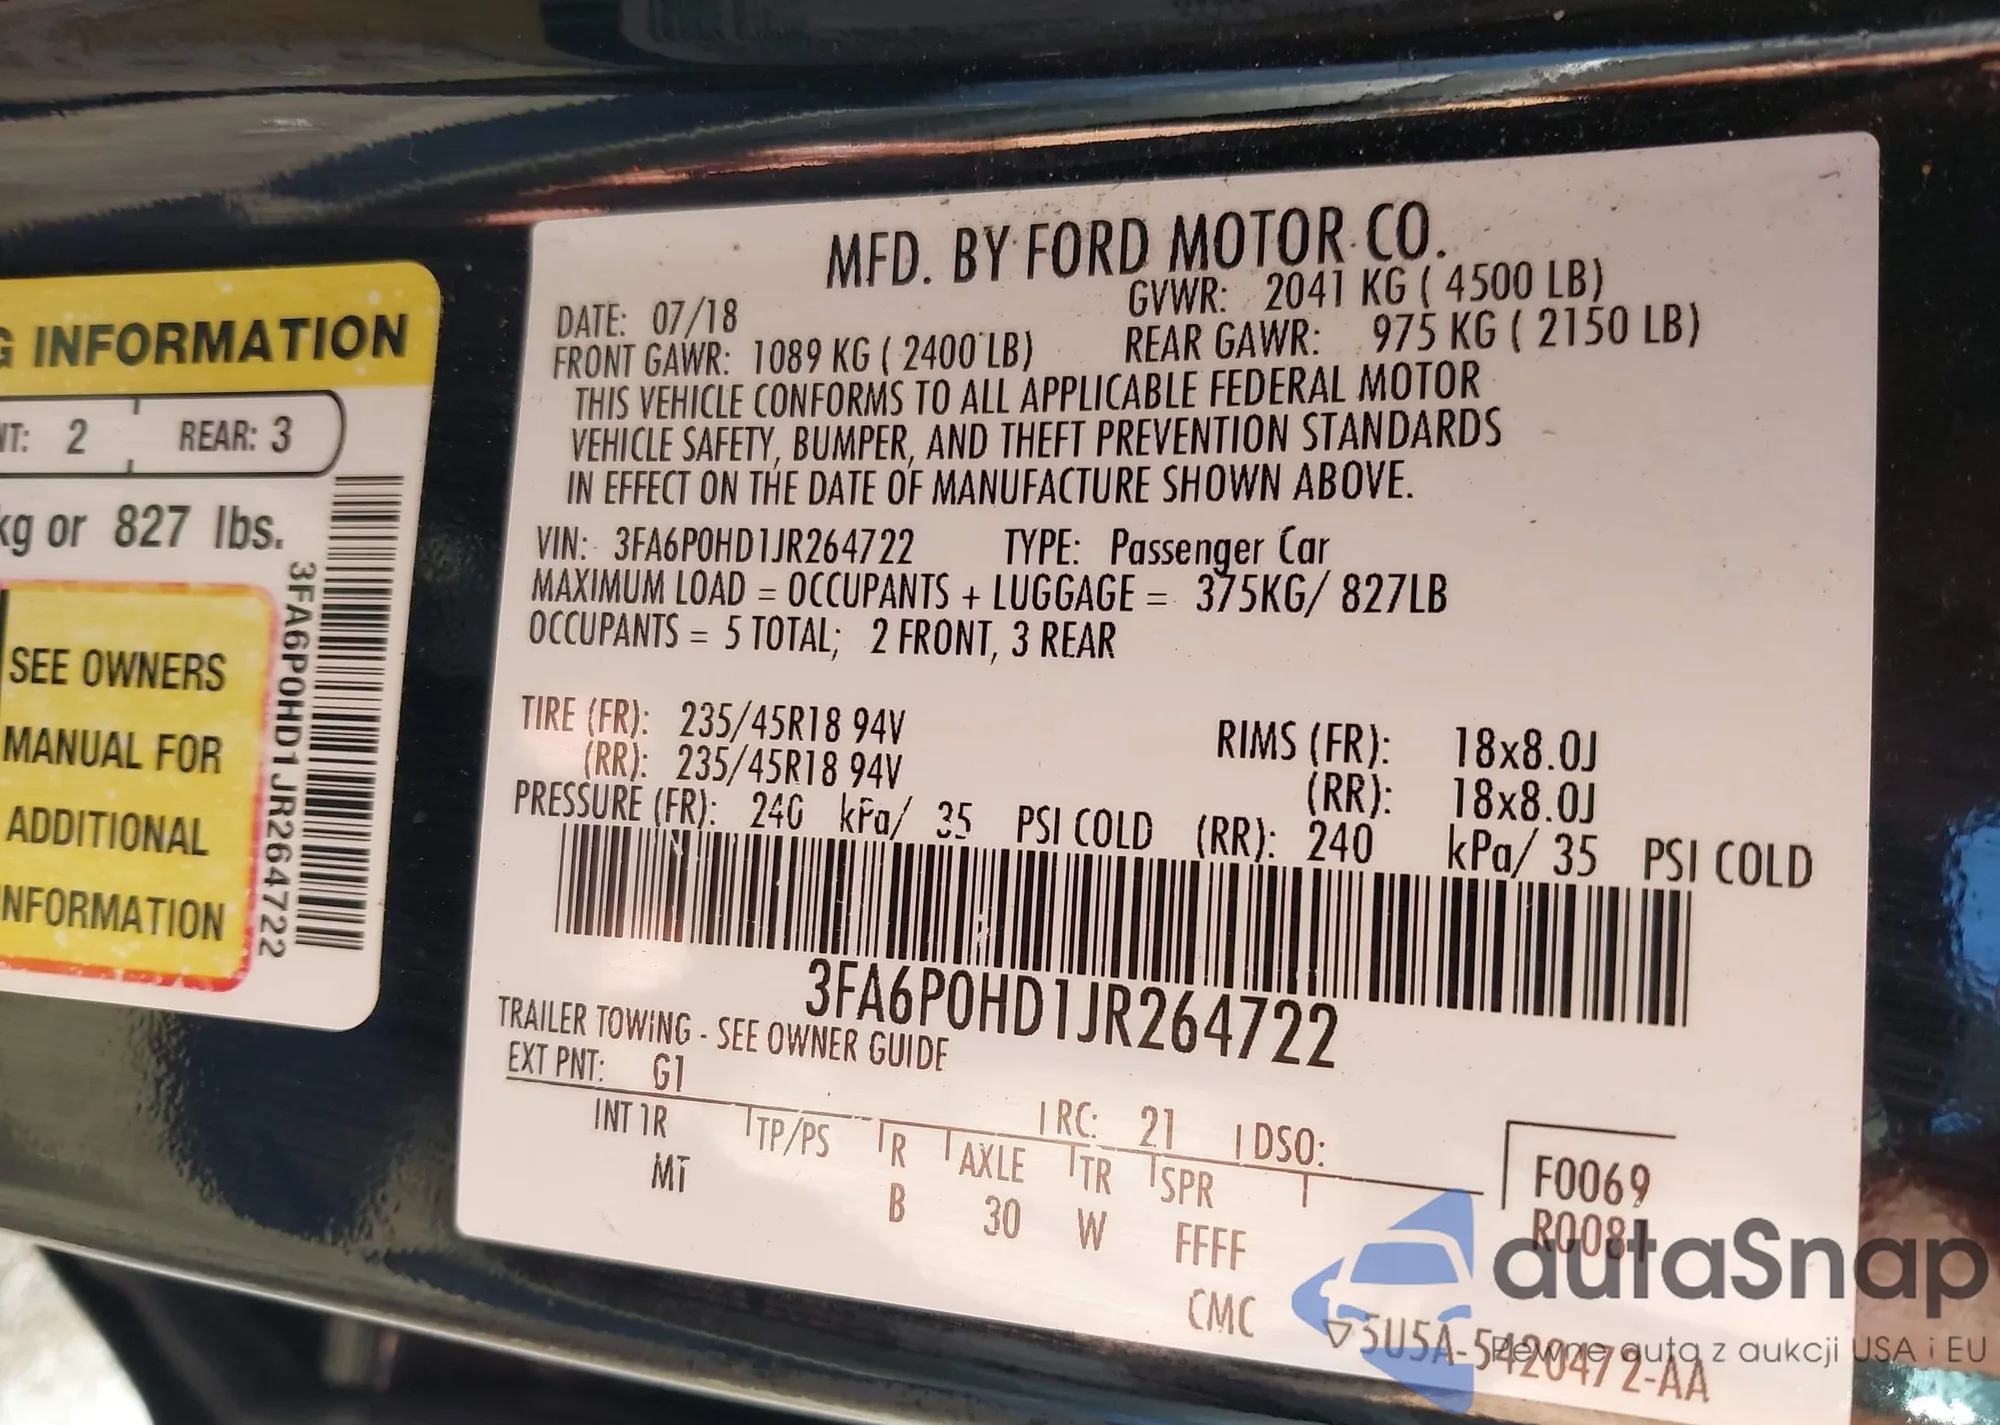 G INFORMATION
NT: 2 REAR: 3
kg or 827 lbs.
SEE OWNERS
MANUAL FOR
ADDITIONAL
INFORMATION
3FA6P0HD1JR264722
MFD. BY FORD MOTOR CO.
DATE: 07/18 GVWR: 2041 KG ( 4500 LB)
FRONT GAWR: 1089 KG ( 2400 LB) REAR GAWR: 975 KG ( 2150 LB)
THIS VEHICLE CONFORMS TO ALL APPLICABLE FEDERAL MOTOR
VEHICLE SAFETY, BUMPER, AND THEFT PREVENTION STANDARDS
IN EFFECT ON THE DATE OF MANUFACTURE SHOWN ABOVE.
VIN: 3FA6P0HD1JR264722 TYPE: Passenger Car
MAXIMUM LOAD = OCCUPANTS + LUGGAGE = 375KG/ 827LB
OCCUPANTS = 5 TOTAL; 2 FRONT, 3 REAR
TIRE (FR): 235/45R18 94V RIMS (FR): 18x8.0J
(RR): 235/45R18 94V (RR): 18x8.0J
PRESSURE (FR): 240 kPa/ 35 PSI COLD (RR): 240 kPa/ 35 PSI COLD
3FA6P0HD1JR264722
TRAILER TOWING - SEE OWNER GUIDE
EXT PNT: G1 RC: 21 DSO:
INT 1R TP/PS R AXLE TR SPR F0069
MT B 30 W FFFF R0081
CMC
5U5A-5420472-AA
autaSnap
Pewne auta z aukcji USA i EU